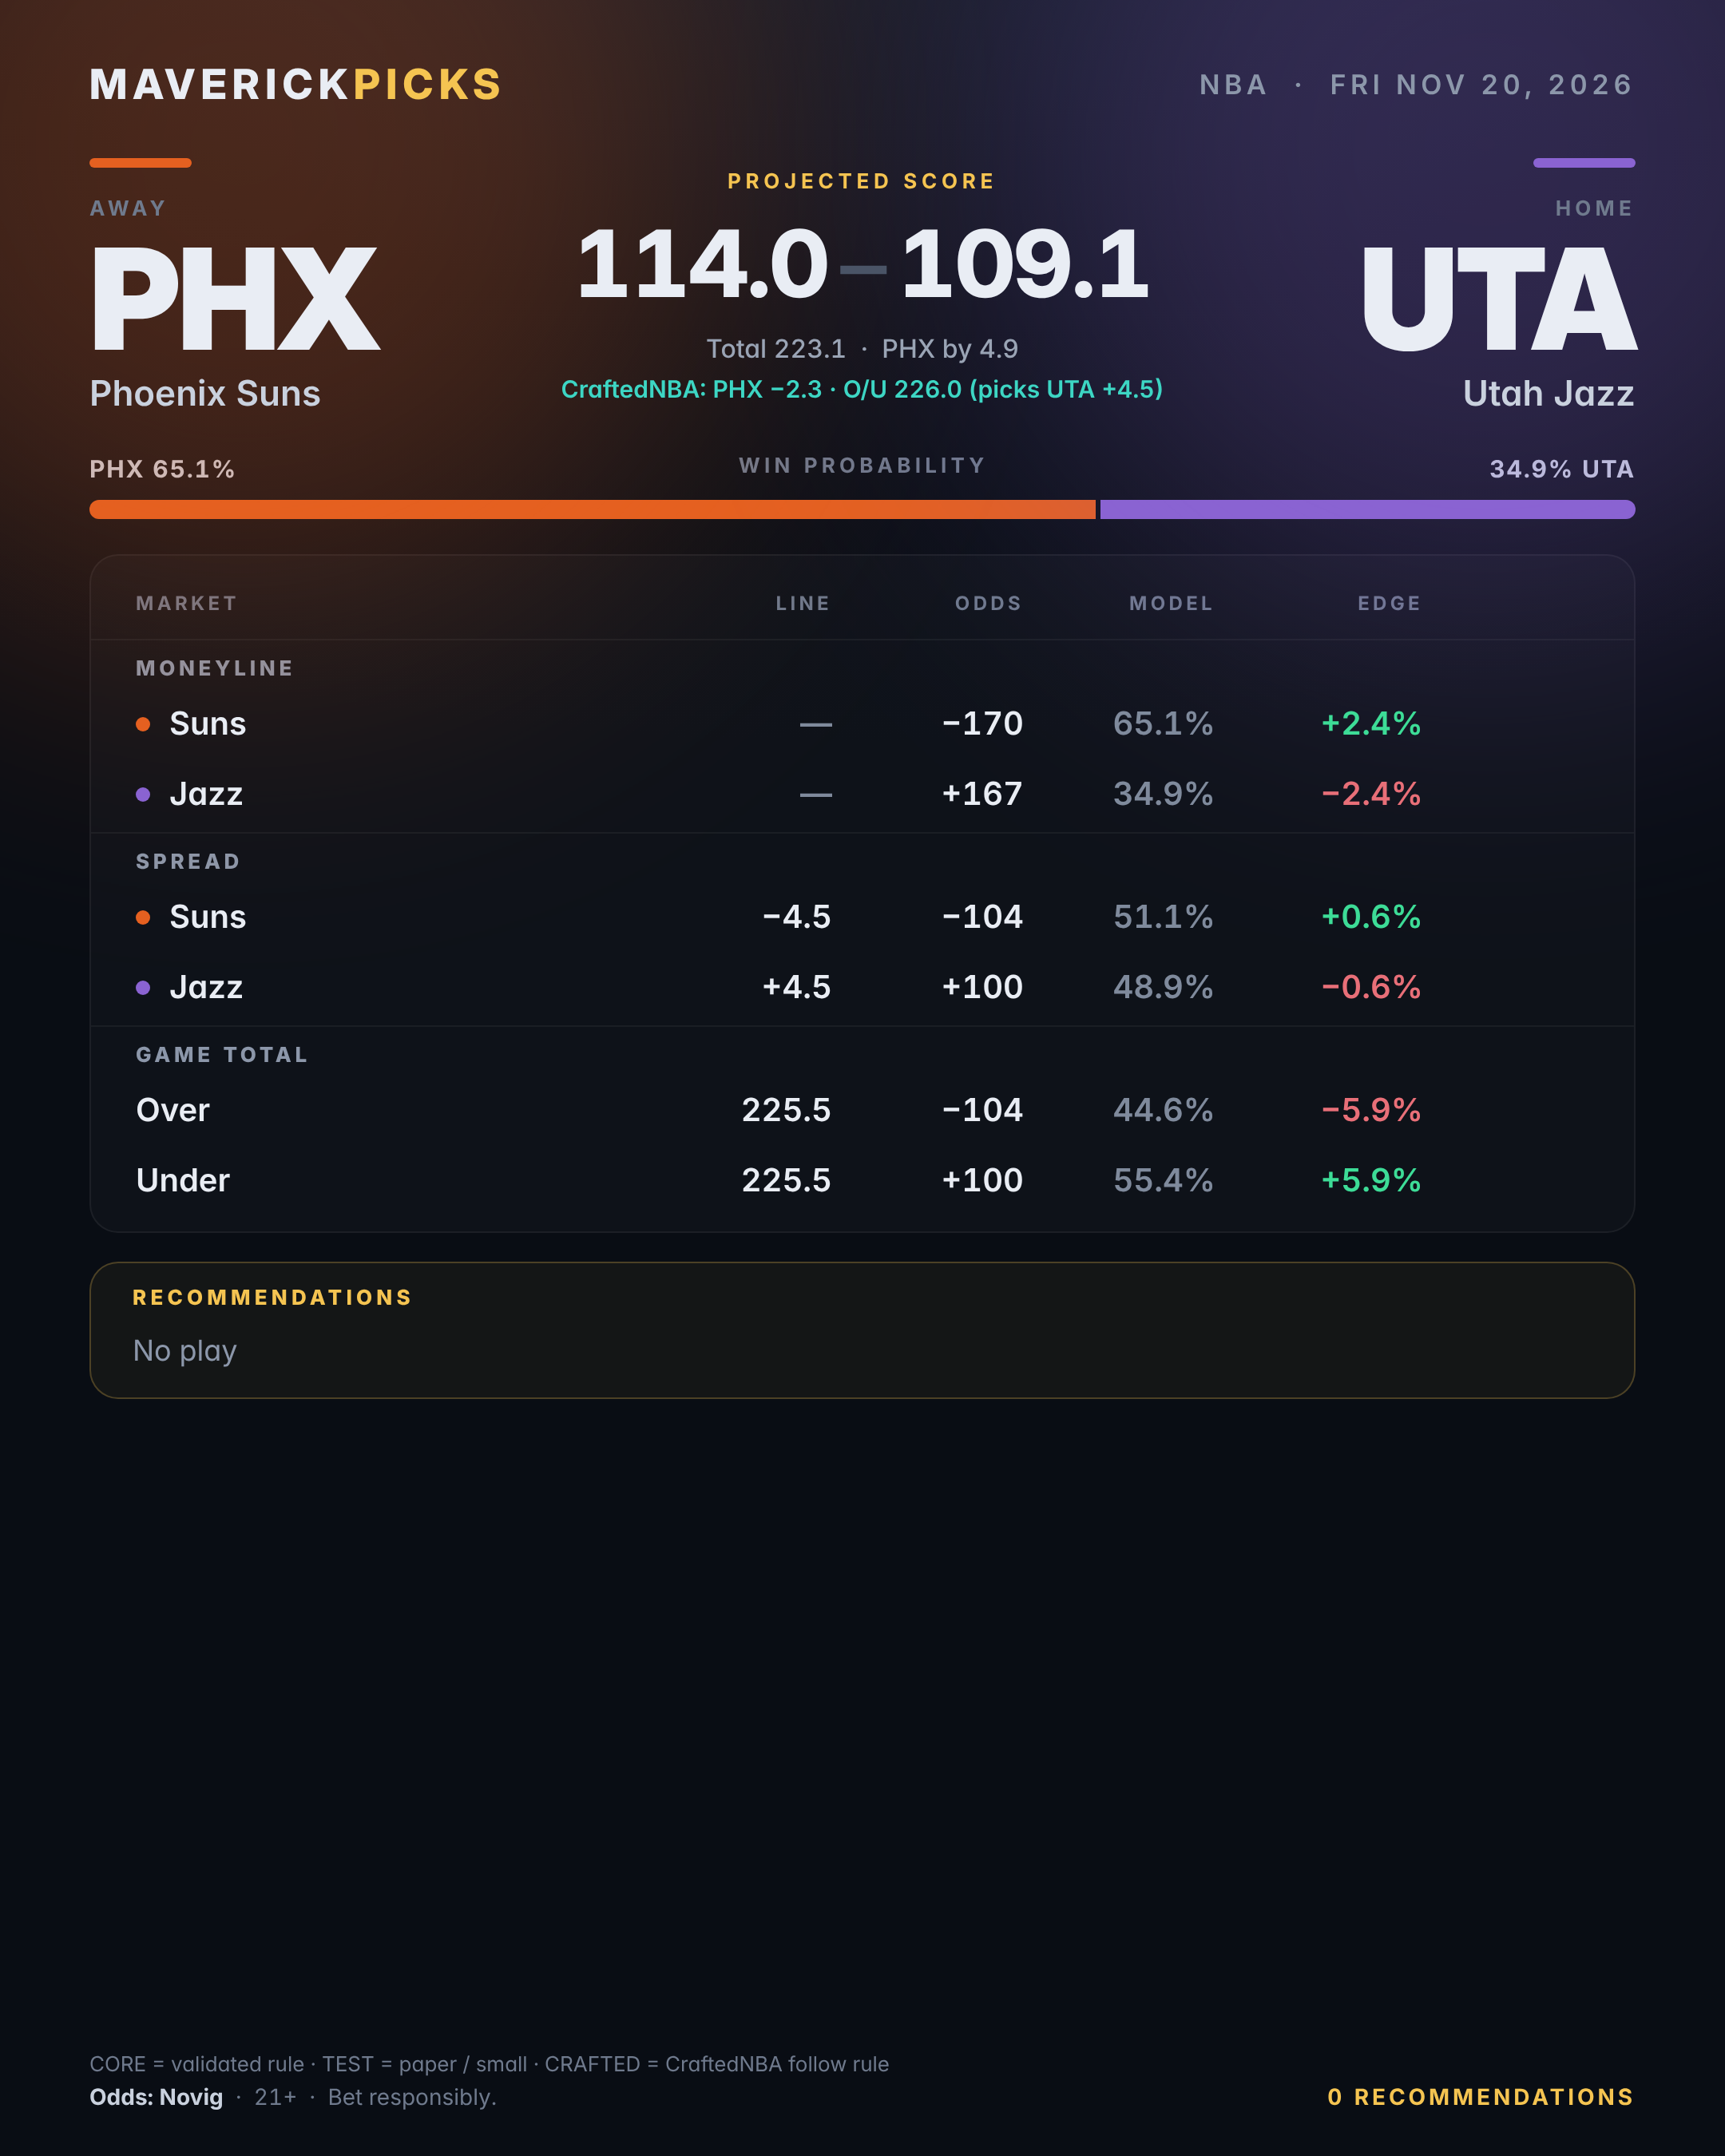 MAVERICKPICKS
NBA · FRI NOV 20, 2026
AWAY
PHX
Phoenix Suns
PROJECTED SCORE
114.0–109.1
Total 223.1 · PHX by 4.9
CraftedNBA: PHX −2.3 · O/U 226.0 (picks UTA +4.5)
HOME
UTA
Utah Jazz
PHX 65.1% WIN PROBABILITY 34.9% UTA
MARKET LINE ODDS MODEL EDGE
MONEYLINE
Suns — −170 65.1% +2.4%
Jazz — +167 34.9% −2.4%
SPREAD
Suns −4.5 −104 51.1% +0.6%
Jazz +4.5 +100 48.9% −0.6%
GAME TOTAL
Over 225.5 −104 44.6% −5.9%
Under 225.5 +100 55.4% +5.9%
RECOMMENDATIONS
No play
CORE = validated rule · TEST = paper / small · CRAFTED = CraftedNBA follow rule
Odds: Novig · 21+ · Bet responsibly.
0 RECOMMENDATIONS